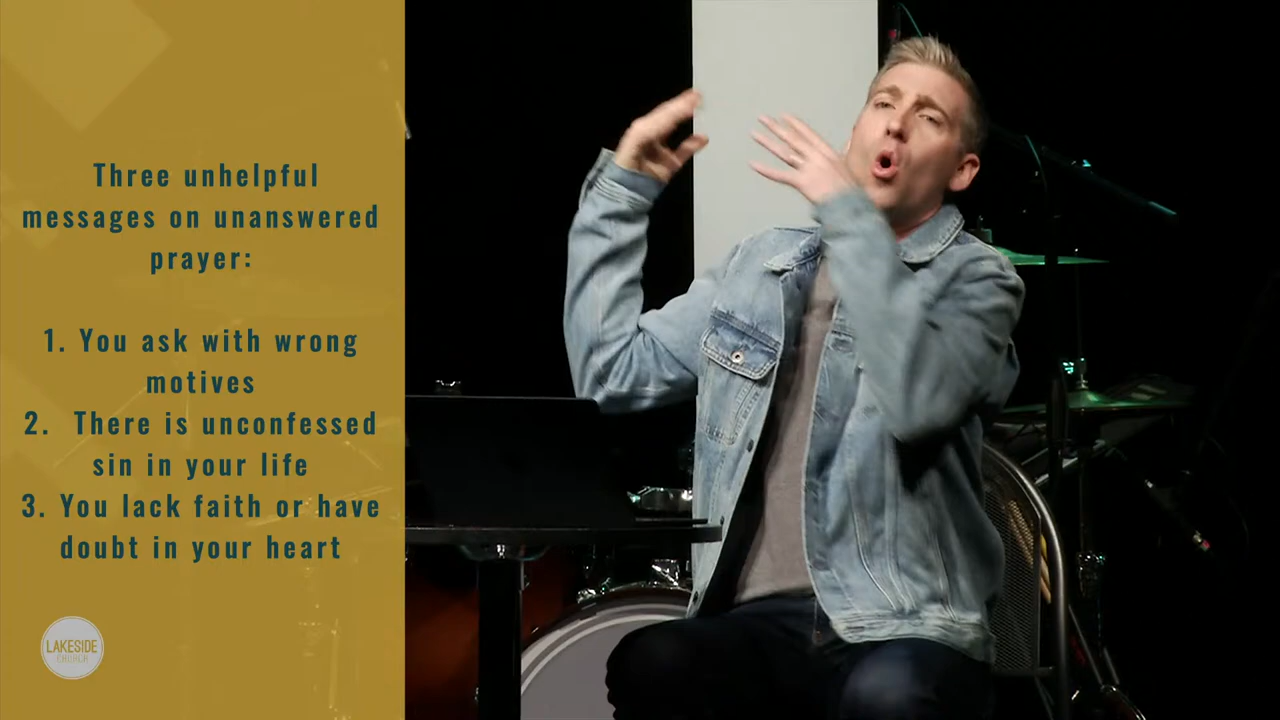 Three unhelpful
messages on unanswered
prayer:
1. You ask with wrong
motives
2. There is unconfessed
sin in your life
3. You lack faith or have
doubt in your heart
LAKESIDE
CHURCH